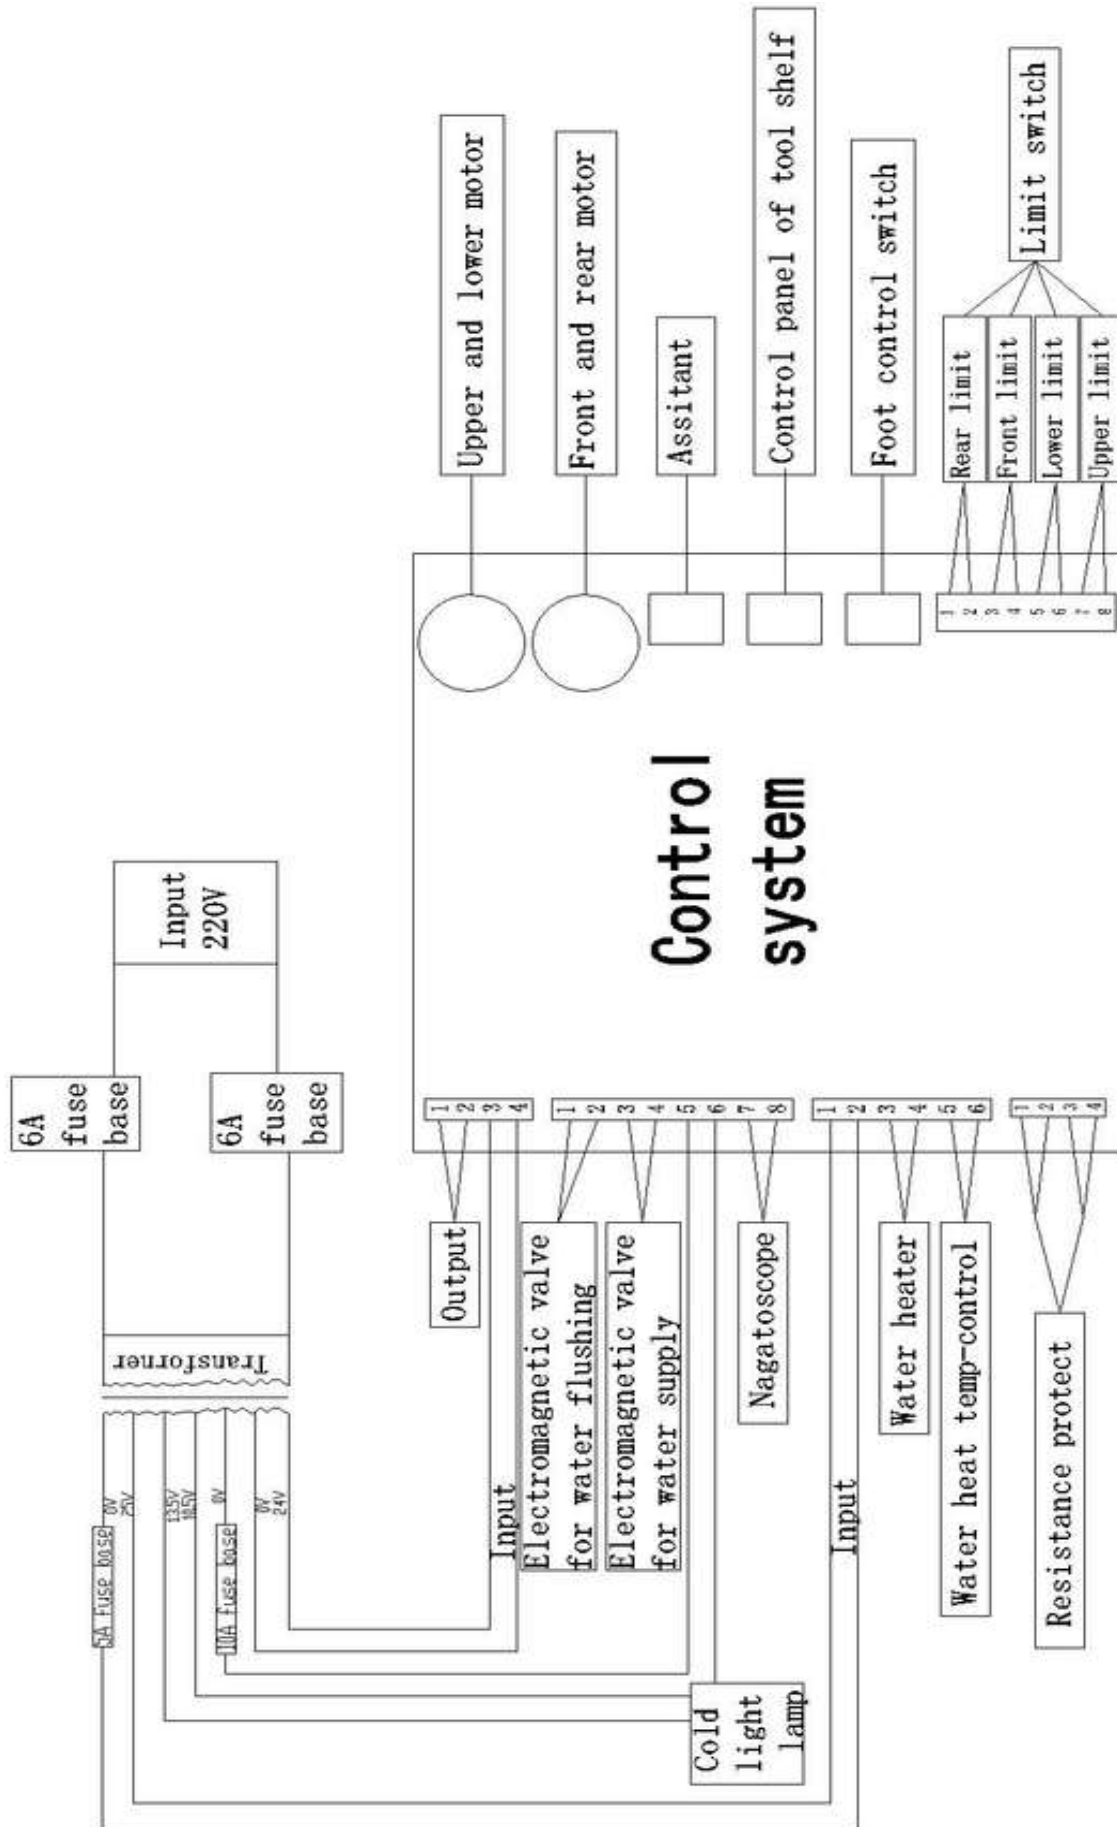 6A
fuse
base
6A
fuse
base
Input
220V
Transforner
5A fuse base
0V
25V
13.5V
10A fuse base
0V
0V
24V
Upper and lower motor
Front and rear motor
Assitant
Control panel of tool shelf
Foot control switch
Rear limit
Front limit
Lower limit
Upper limit
Limit switch
1
2
3
4
5
6
7
8
Control
system
1
2
3
4
1
2
3
4
5
6
7
8
1
2
3
4
5
6
1
2
3
4
Output
Input
Electromagnetic valve
for water flushing
Electromagnetic valve
for water supply
Cold
light
lamp
Nagatoscope
Input
Water heater
Water heat temp-control
Resistance protect